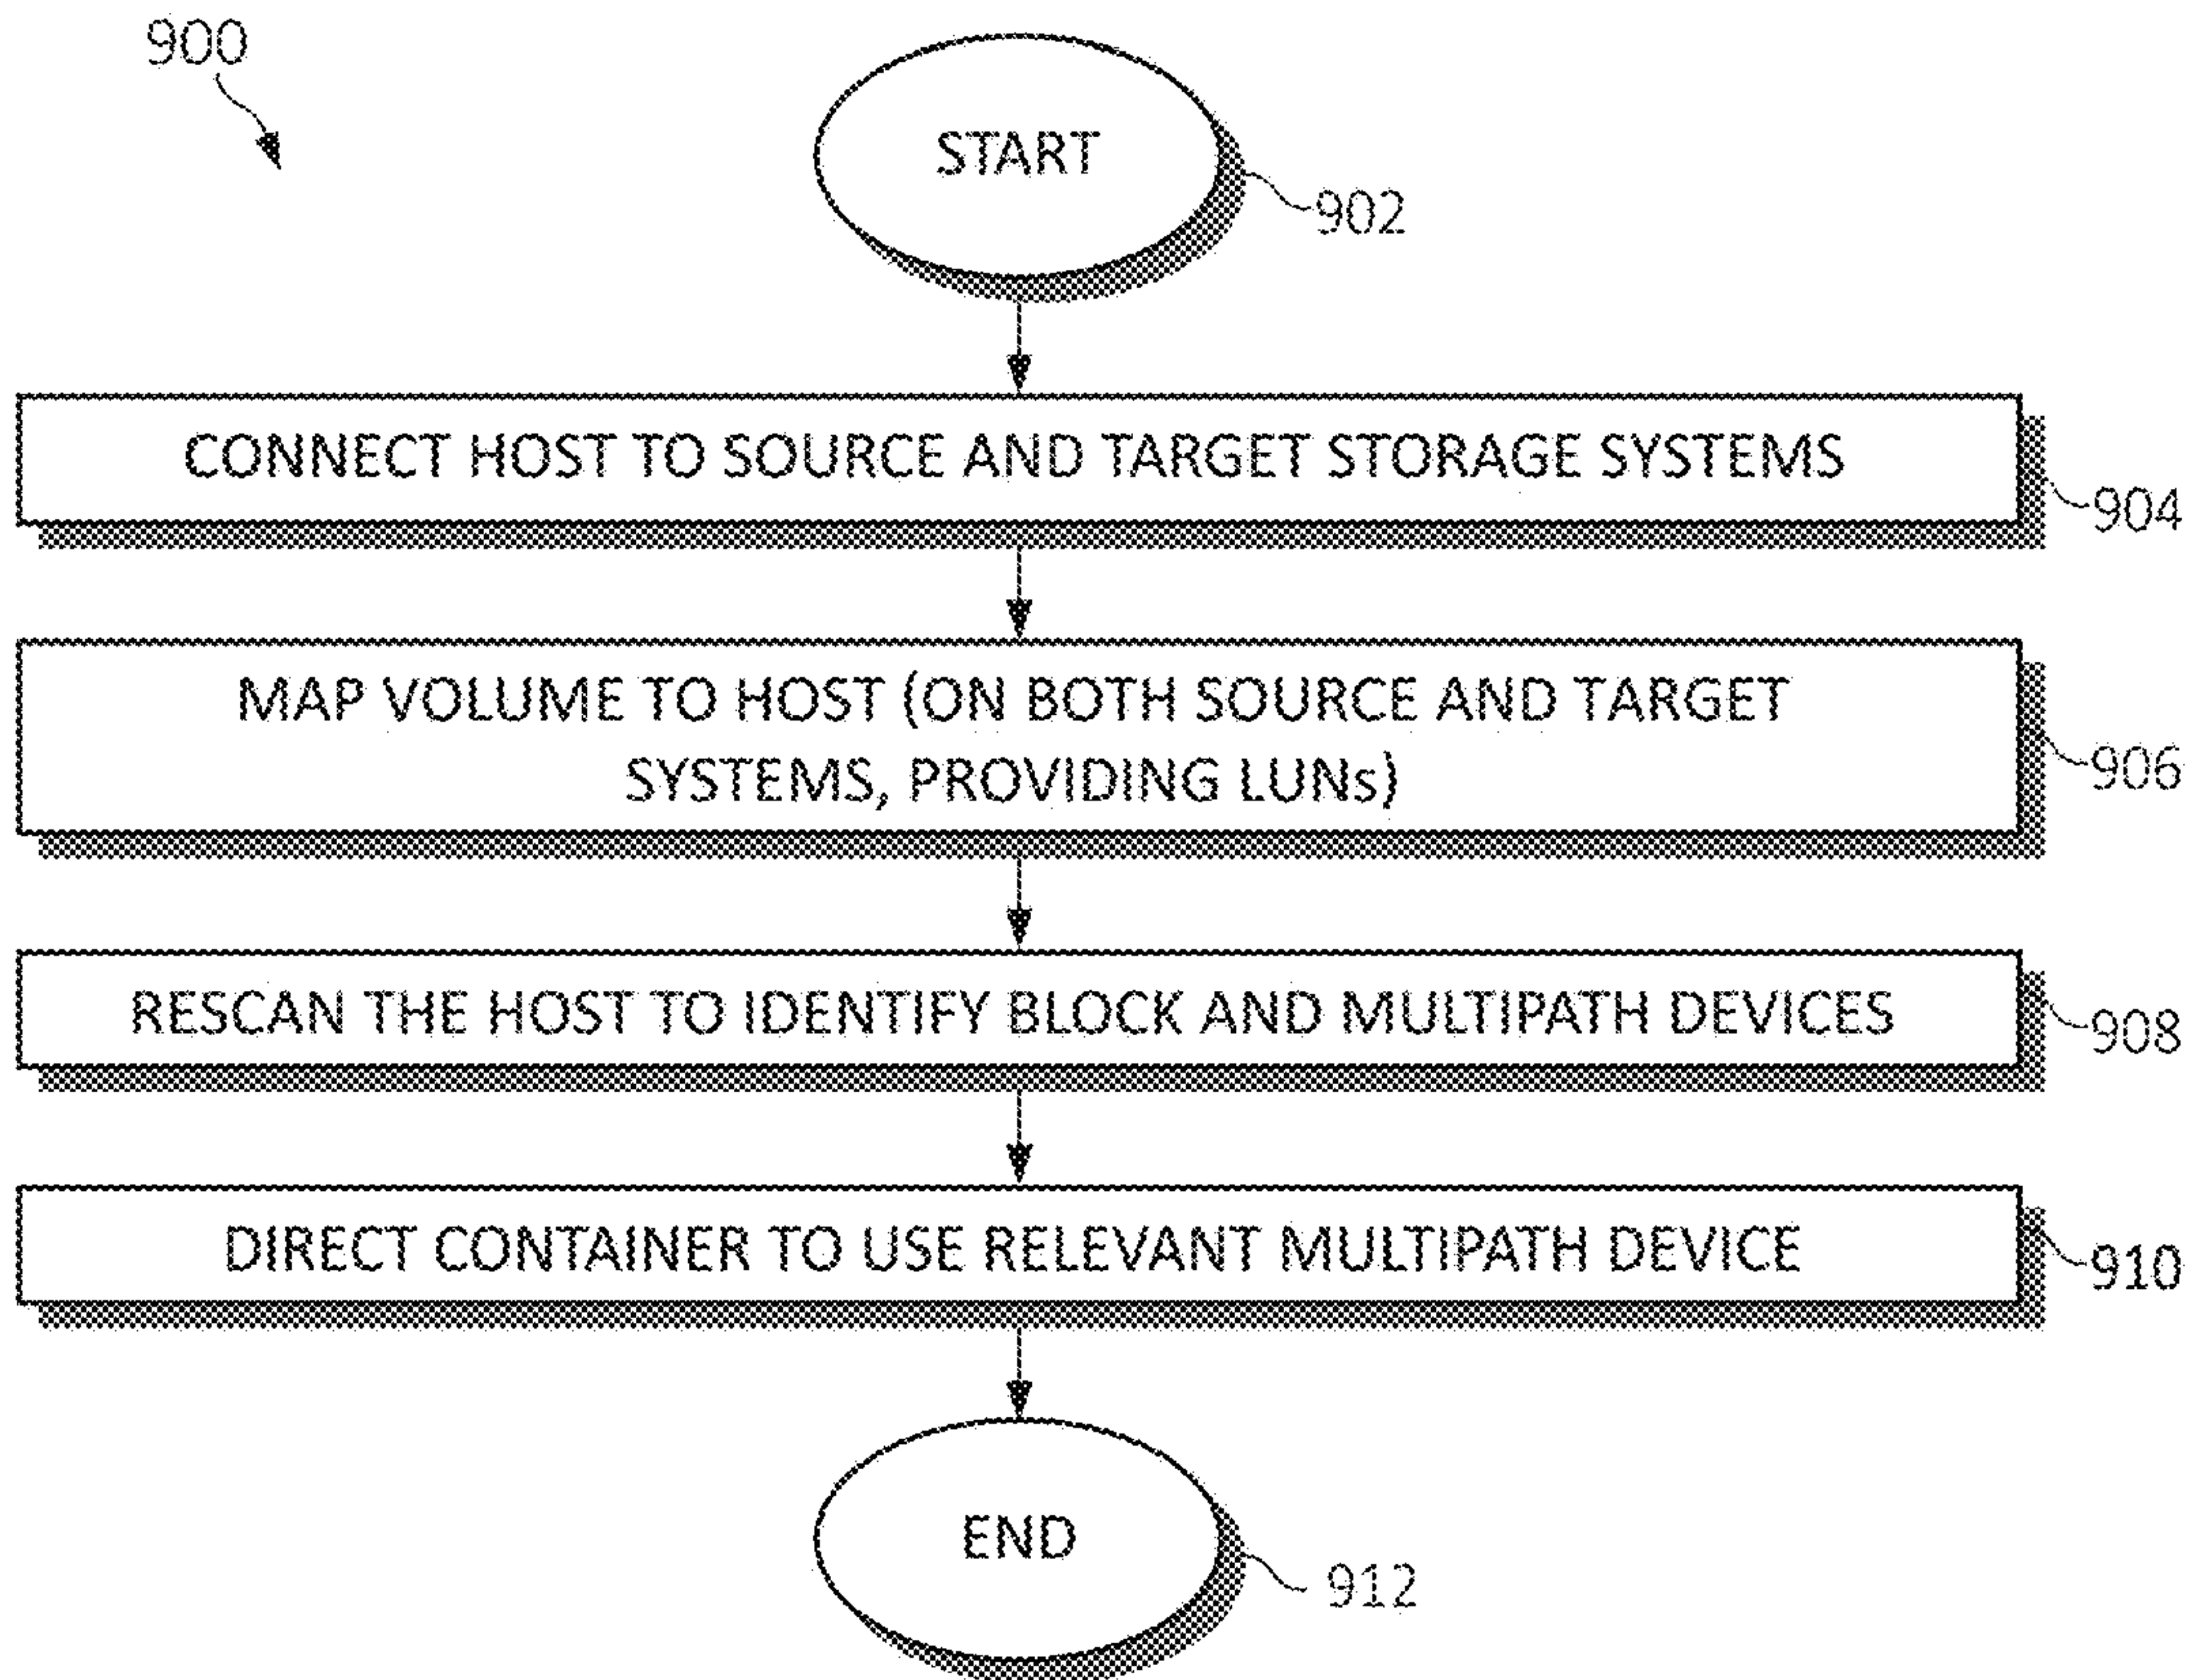 900
START
902
CONNECT HOST TO SOURCE AND TARGET STORAGE SYSTEMS
904
MAP VOLUME TO HOST (ON BOTH SOURCE AND TARGET
SYSTEMS, PROVIDING LUNs)
906
RESCAN THE HOST TO IDENTIFY BLOCK AND MULTIPATH DEVICES
908
DIRECT CONTAINER TO USE RELEVANT MULTIPATH DEVICE
910
END
912